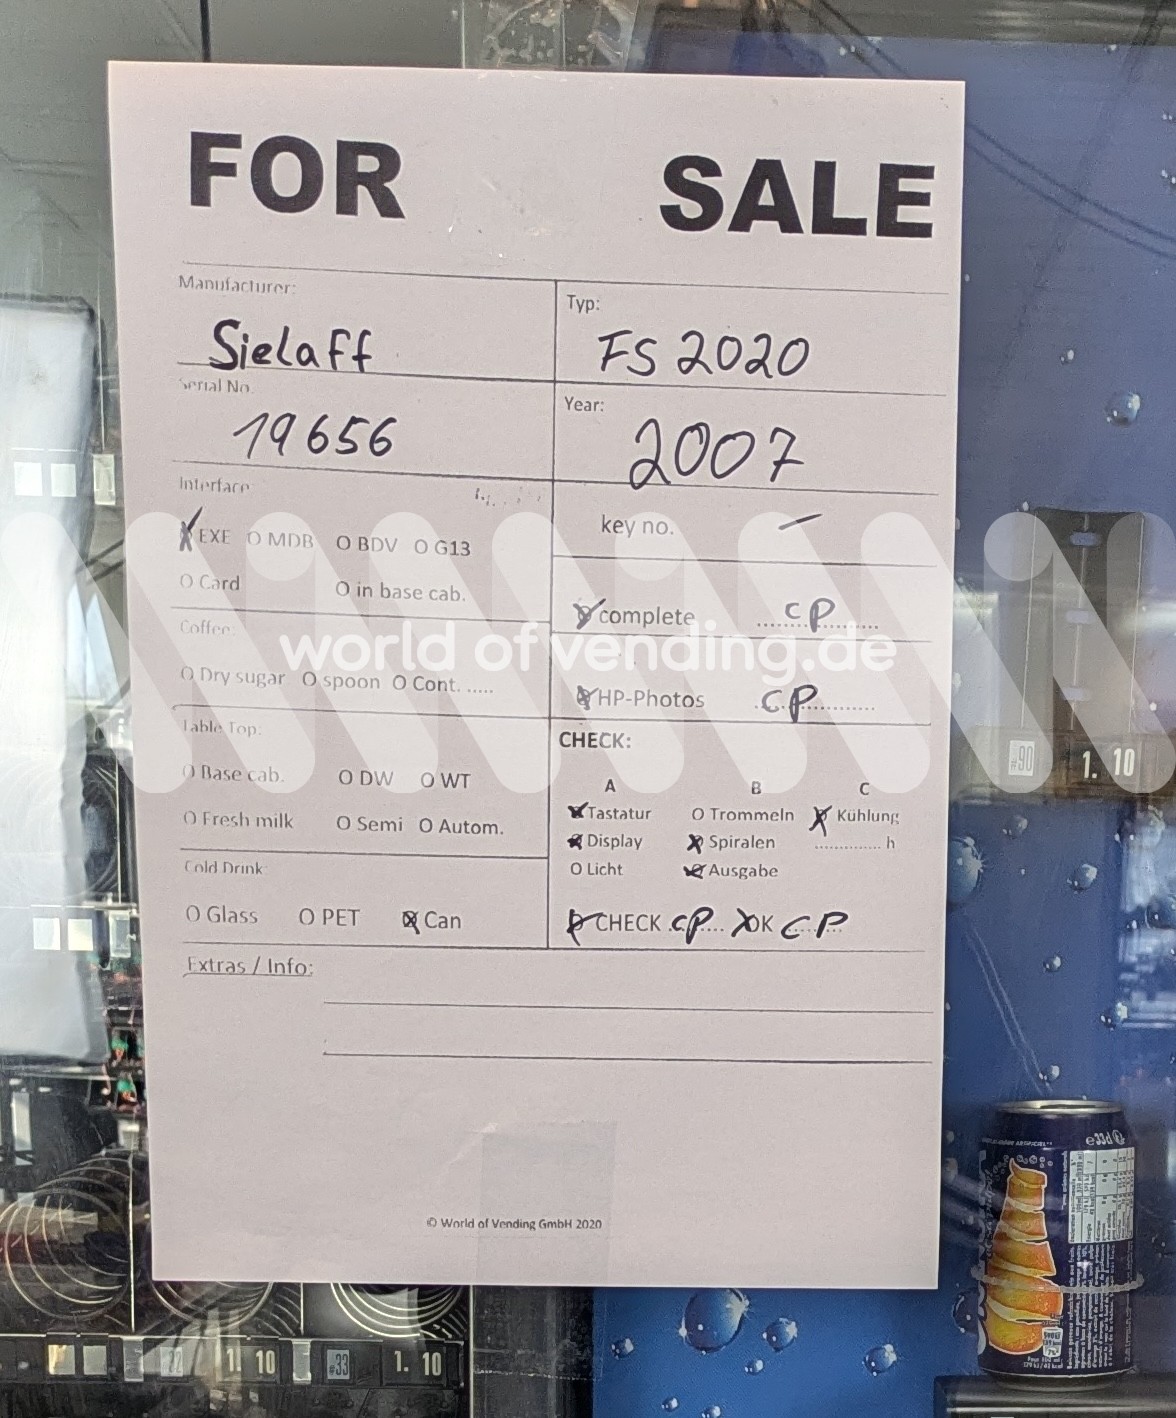 FOR SALE
Manufacturer:
Sielaff
Typ:
FS 2020
Serial No.
19656
Year:
2007
Interface
X EXE O MDB O BDV O G13
O Card O in base cab.
key no. –
X complete CP
Coffee:
O Dry sugar O spoon O Cont. .....
X HP-Photos CP
world of vending.de
Table Top:
O Base cab. O DW O WT
O Fresh milk O Semi O Autom.
CHECK:
A B C
X Tastatur O Trommeln X Kühlung
X Display X Spiralen .............. h
O Licht X Ausgabe
Cold Drink:
O Glass O PET X Can
X CHECK CP X OK CP
Extras / Info:
© World of Vending GmbH 2020
90 1. 10
1. 10 33 1. 10